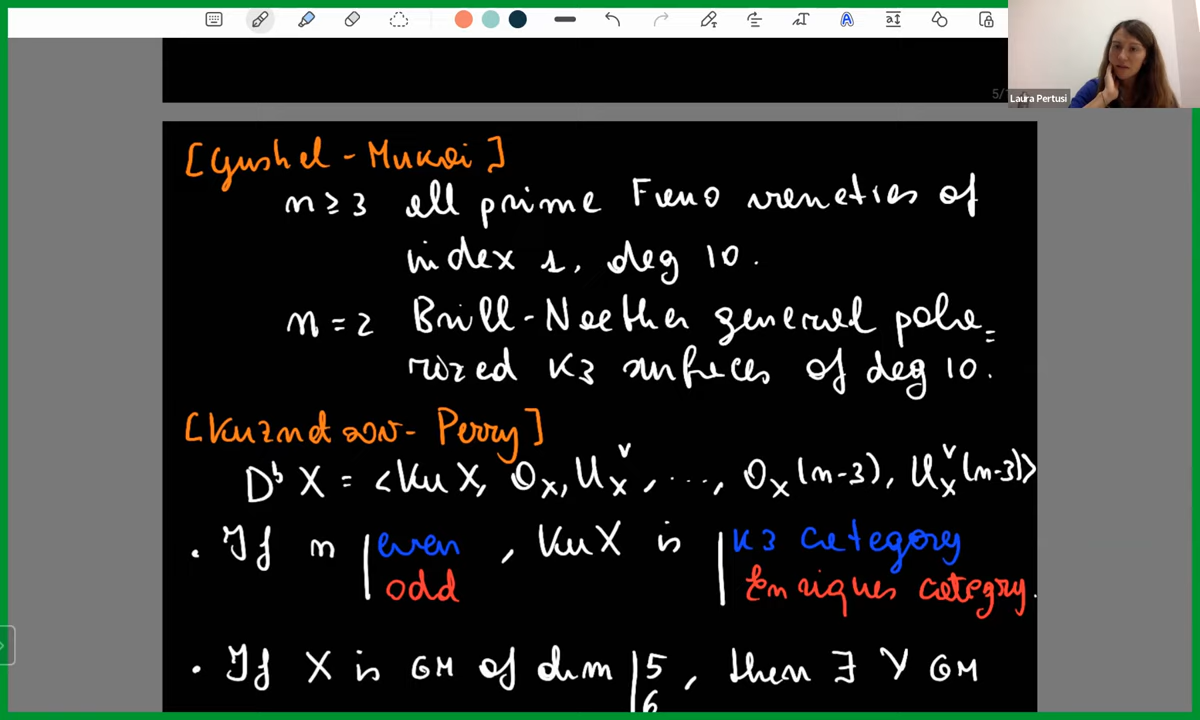 Laura Pertusi
5/
[Gushel-Mukai]
n ≥ 3 all prime Fano varieties of
index 1, deg 10.
n = 2 Brill-Noether general pola=
rized K3 surfaces of deg 10.
[Kuznetsov-Perry]
D^b X = <Ku X, O_X, U_X^∨, ..., O_X(n-3), U_X^∨(n-3)>
. If n | even , KuX is | K3 category
odd Enriques category.
. If X is GM of dim | 5 , then ∃ Y GM
6